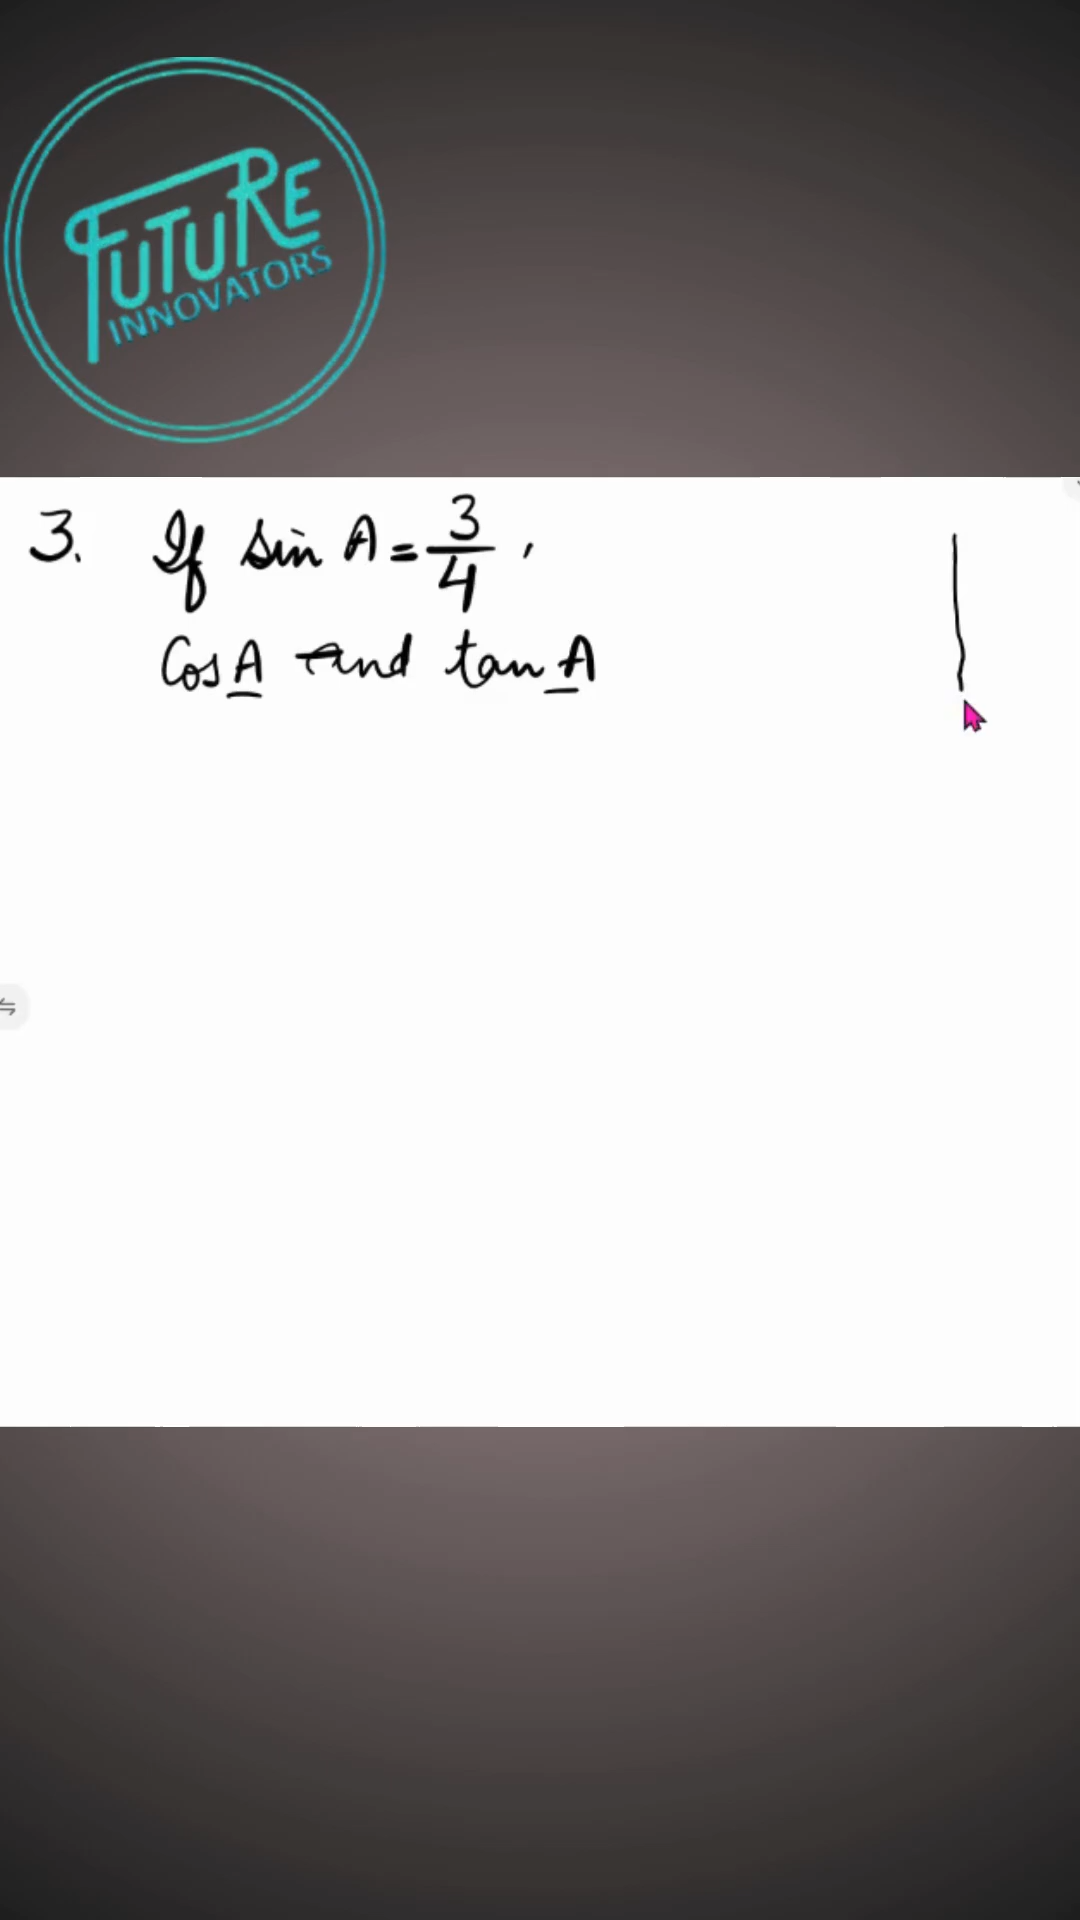 FUTURE
INNOVATORS
3. If sin A = 3/4 ,
Cos A And tan A